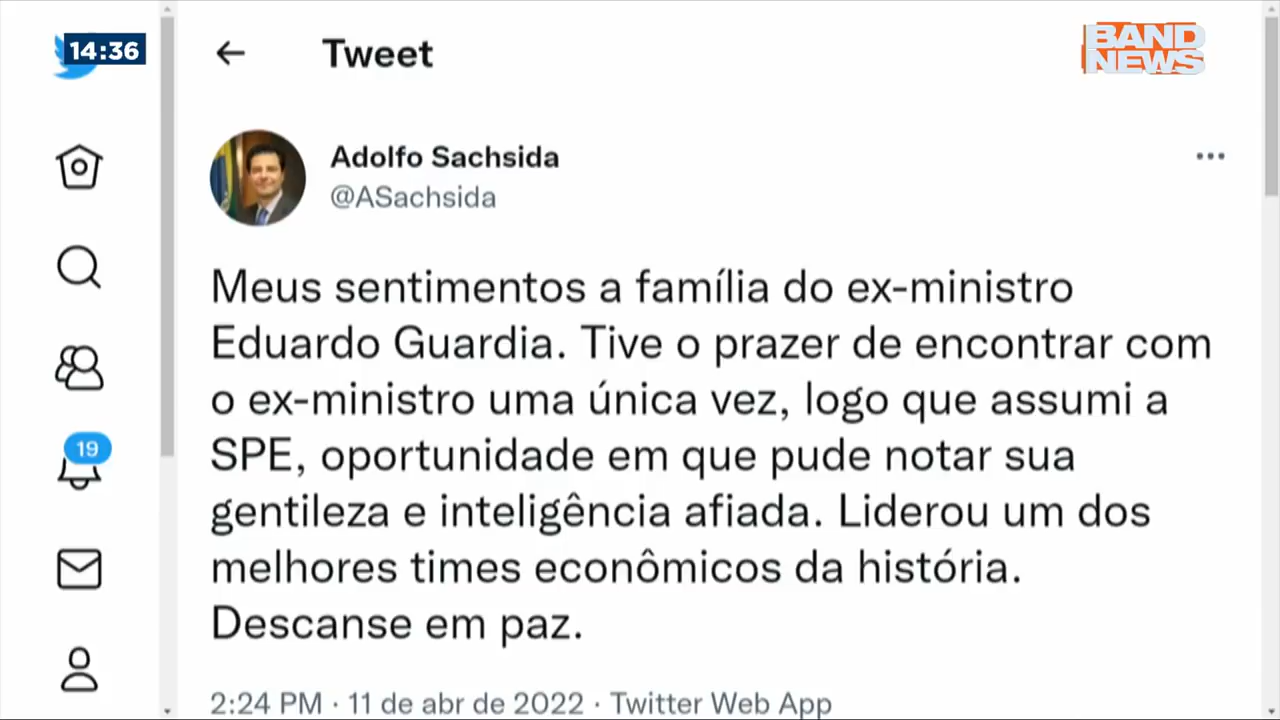 14:36
Tweet
BAND
NEWS
Adolfo Sachsida
@ASachsida
Meus sentimentos a família do ex-ministro
Eduardo Guardia. Tive o prazer de encontrar com
o ex-ministro uma única vez, logo que assumi a
SPE, oportunidade em que pude notar sua
gentileza e inteligência afiada. Liderou um dos
melhores times econômicos da história.
Descanse em paz.
19
2:24 PM · 11 de abr de 2022 · Twitter Web App